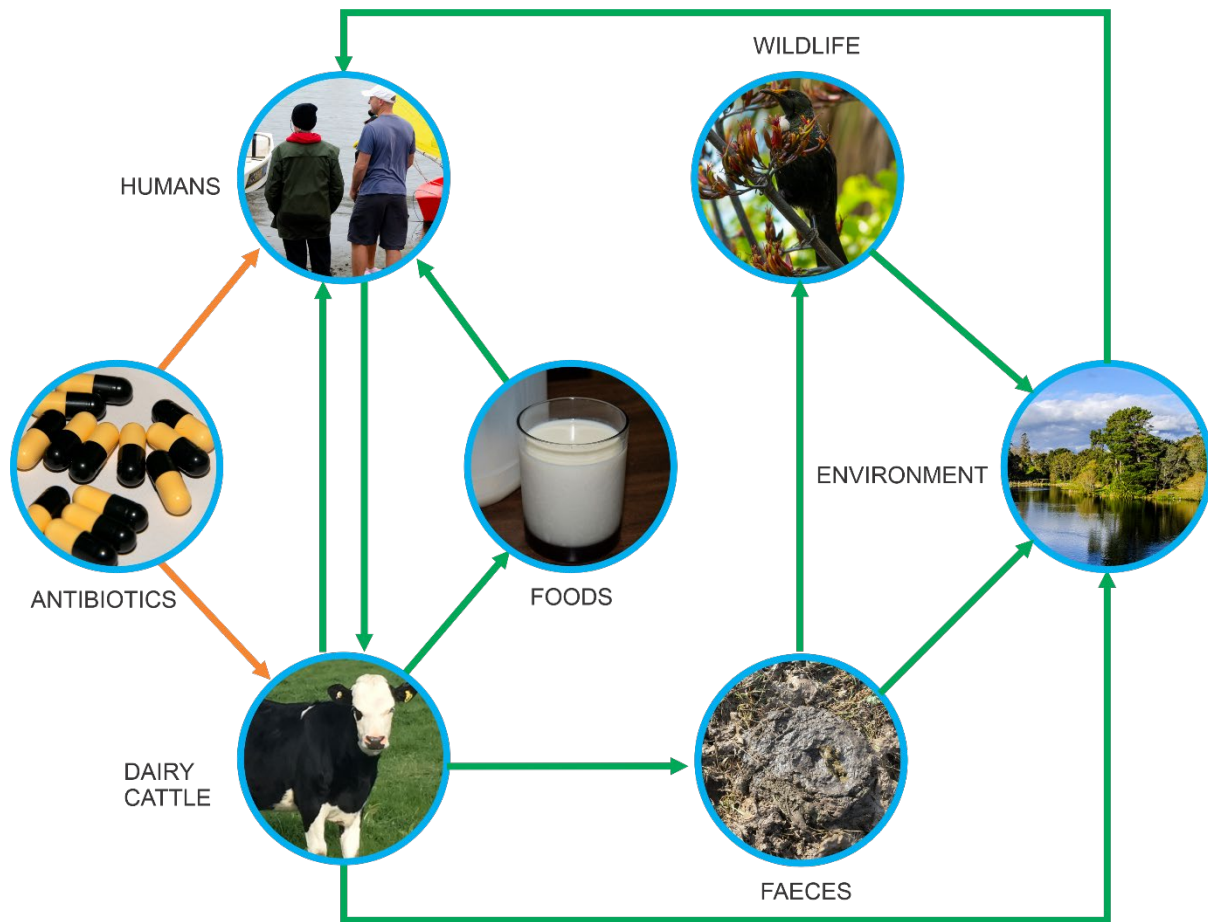 WILDLIFE
HUMANS
ENVIRONMENT
ANTIBIOTICS
FOODS
DAIRY
CATTLE
FAECES